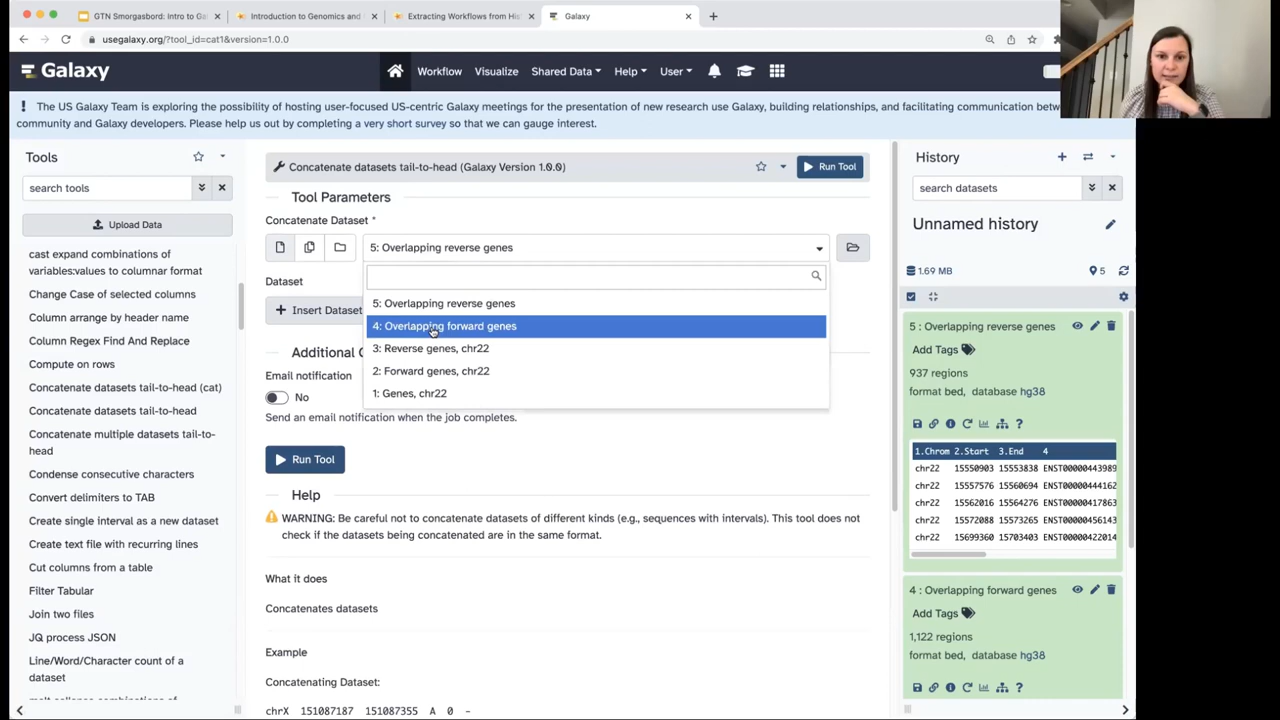 GTN Smorgasbord: Intro to Ga
Introduction to Genomics and
Extracting Workflows from His
Galaxy
usegalaxy.org/?tool_id=cat1&version=1.0.0
Galaxy
Workflow
Visualize
Shared Data
Help
User
The US Galaxy Team is exploring the possibility of hosting user-focused US-centric Galaxy meetings for the presentation of new research use Galaxy, building relationships, and facilitating communication betw
community and Galaxy developers. Please help us out by completing a very short survey so that we can gauge interest.
Tools
search tools
Upload Data
cast expand combinations of
variables:values to columnar format
Change Case of selected columns
Column arrange by header name
Column Regex Find And Replace
Compute on rows
Concatenate datasets tail-to-head (cat)
Concatenate datasets tail-to-head
Concatenate multiple datasets tail-to-
head
Condense consecutive characters
Convert delimiters to TAB
Create single interval as a new dataset
Create text file with recurring lines
Cut columns from a table
Filter Tabular
Join two files
JQ process JSON
Line/Word/Character count of a
dataset
Concatenate datasets tail-to-head (Galaxy Version 1.0.0)
Run Tool
Tool Parameters
Concatenate Dataset *
5: Overlapping reverse genes
Dataset
5: Overlapping reverse genes
+ Insert Dataset
4: Overlapping forward genes
3: Reverse genes, chr22
2: Forward genes, chr22
1: Genes, chr22
Additional O
Email notification
No
Send an email notification when the job completes.
Run Tool
Help
WARNING: Be careful not to concatenate datasets of different kinds (e.g., sequences with intervals). This tool does not
check if the datasets being concatenated are in the same format.
What it does
Concatenates datasets
Example
Concatenating Dataset:
chrX 151087187 151087355 A 0 -
History
search datasets
Unnamed history
1.69 MB
5
5 : Overlapping reverse genes
Add Tags
937 regions
format bed, database hg38
1.Chrom 2.Start 3.End 4
chr22 15550903 15553838 ENST00000443989
chr22 15557576 15560694 ENST00000444162
chr22 15562016 15564276 ENST00000417863
chr22 15572088 15573265 ENST00000456143
chr22 15699360 15703403 ENST00000422014
4 : Overlapping forward genes
Add Tags
1,122 regions
format bed, database hg38